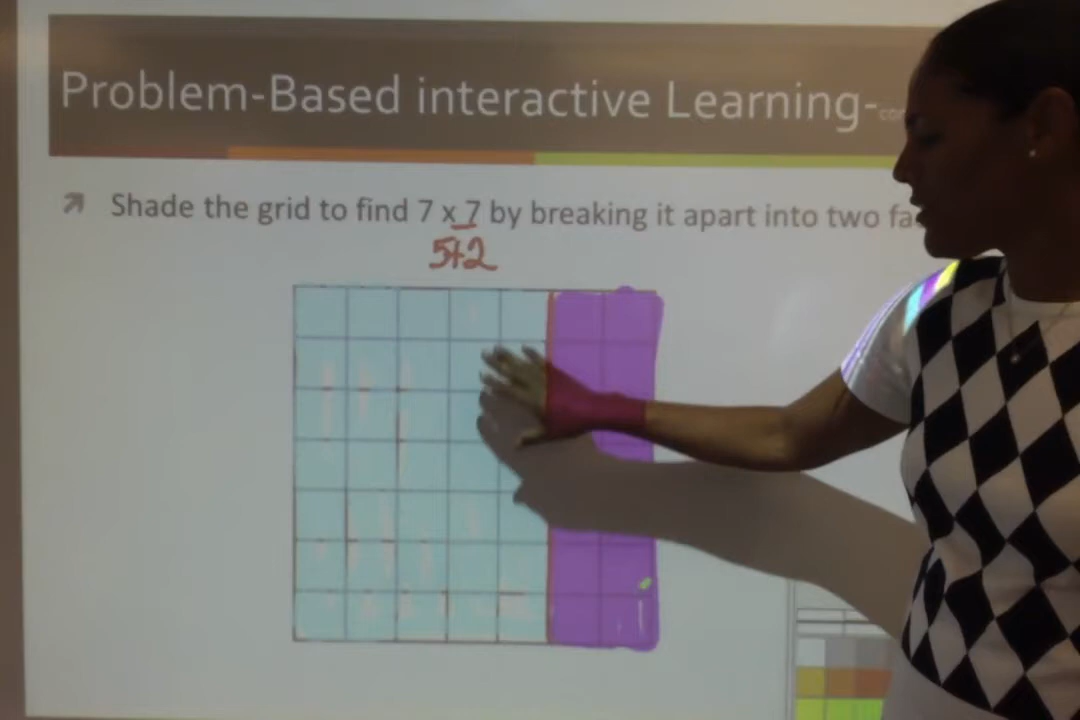 Problem-Based interactive Learning-
Shade the grid to find 7 x 7 by breaking it apart into two
5+2